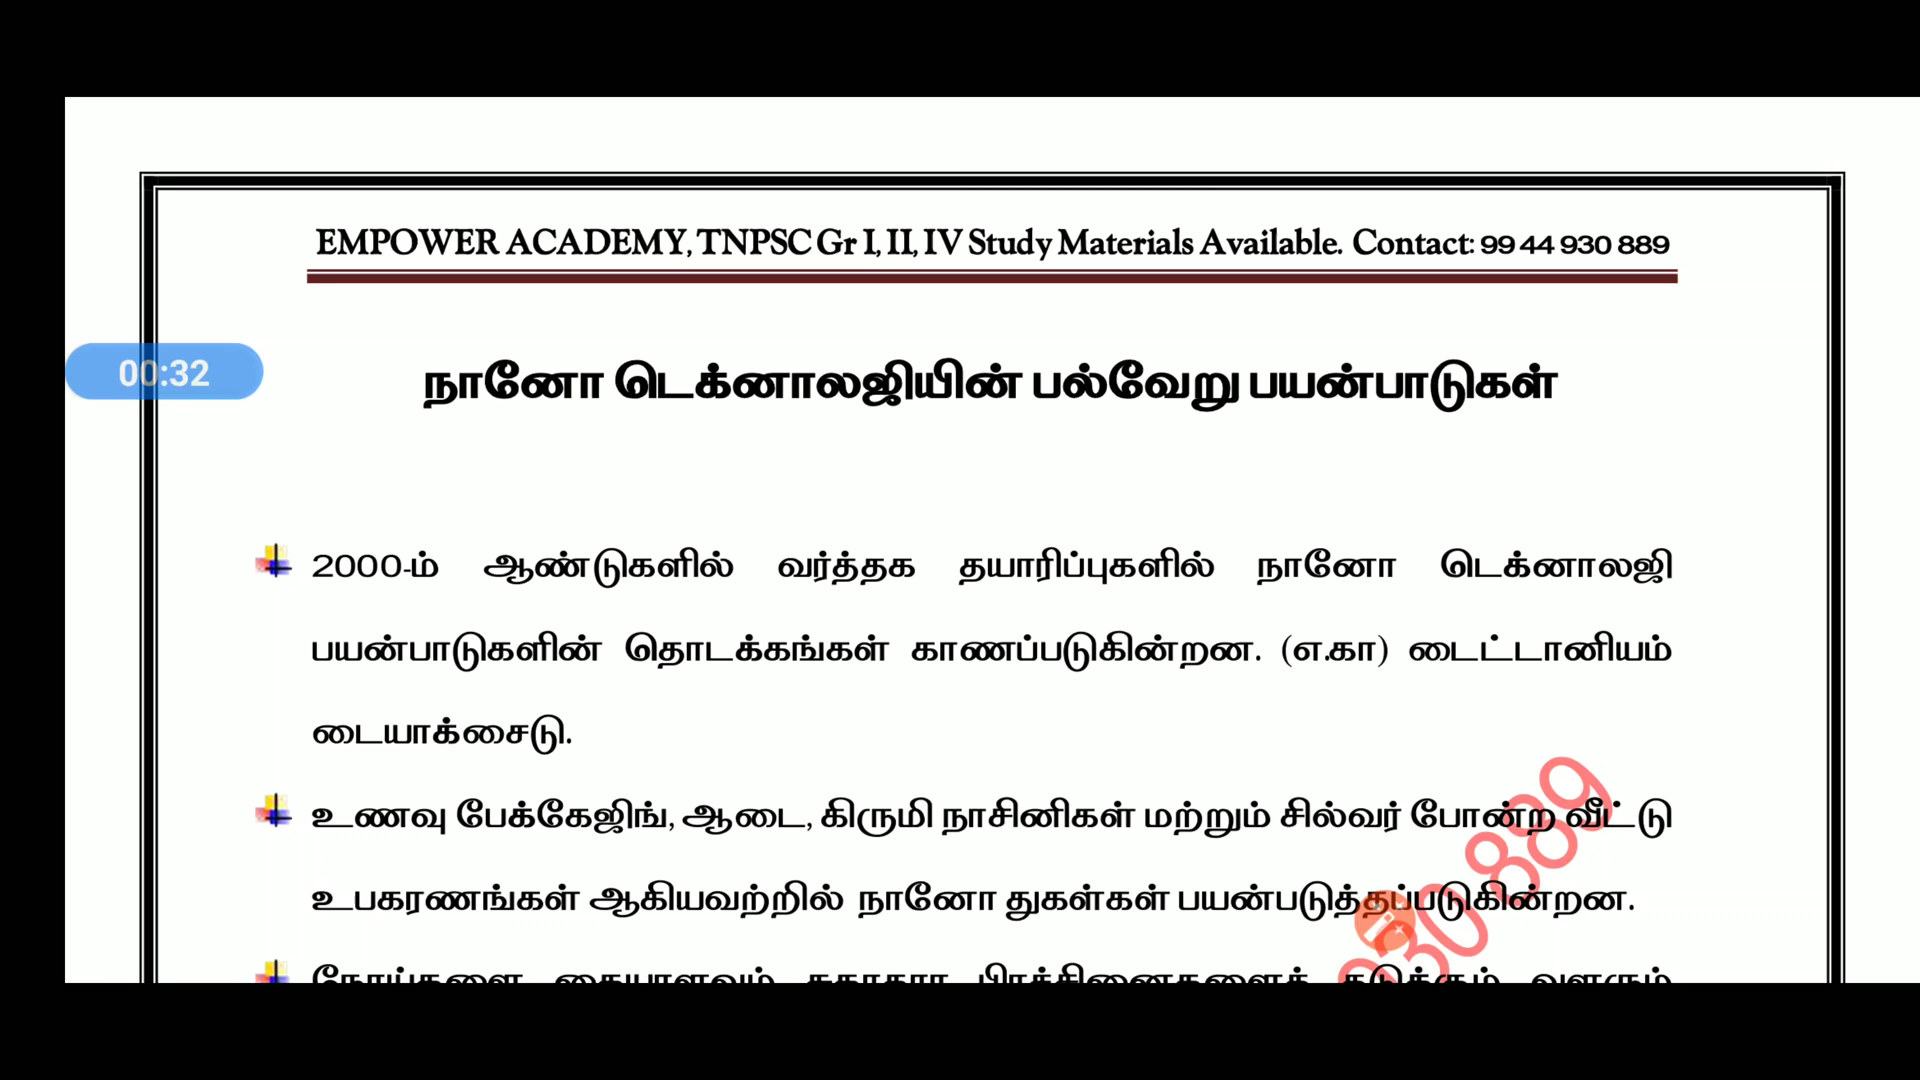 EMPOWER ACADEMY, TNPSC Gr I, II, IV Study Materials Available. Contact: 99 44 930 889
00:32
நானோ டெக்னாலஜியின் பல்வேறு பயன்பாடுகள்
2000-ம் ஆண்டுகளில் வர்த்தக தயாரிப்புகளில் நானோ டெக்னாலஜி
பயன்பாடுகளின் தொடக்கங்கள் காணப்படுகின்றன. (எ.கா) டைட்டானியம்
டையாக்சைடு.
உணவு பேக்கேஜிங், ஆடை, கிருமி நாசினிகள் மற்றும் சில்வர் போன்ற வீட்டு
உபகரணங்கள் ஆகியவற்றில் நானோ துகள்கள் பயன்படுத்தப்படுகின்றன.
930 889